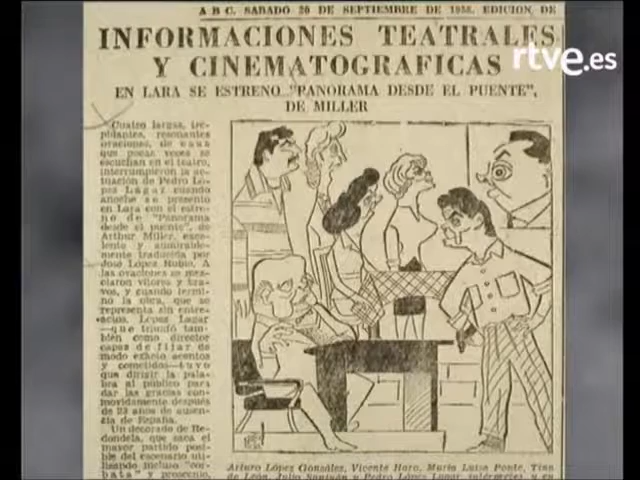 A B C. SABADO 20 DE SEPTIEMBRE DE 1958. EDICION DE
INFORMACIONES TEATRALES
Y CINEMATOGRAFICAS
rtve.es
EN LARA SE ESTRENO "PANORAMA DESDE EL PUENTE",
DE MILLER
Cuatro largas, tre-
pidantes, resonantes
ovaciones, de esas
que pocas veces se
escuchan en el teatro,
interrumpieron la ac-
tuación de Pedro Ló-
pez Lagar cuando
anoche se presentó
en Lara con el estre-
no de "Panorama
desde el puente", de
Arthur Miller, exce-
lente y admirable-
mente traducida por
José López Rubio. A
las ovaciones se mez-
claron vítores y bra-
vos, y cuando termi-
nó la obra, que se
representa sin entre-
actos, López Lagar
—que triunfó tam-
bién como director
capaz de fijar de
modo exacto acentos
y cometidos—tuvo
que dirigir la pala-
bra al público para
dar las gracias con-
movidamente después
de 23 años de ausen-
cia de España.
Un decorado de Re-
dondela, que saca el
mayor partido posi-
ble del escenario uti-
lizando incluso "cor-
bata" y proscenio,
Arturo López González, Vicente Haro, María Luisa Ponte, Tina
de León, Julio Sanjuán y Pedro López Lagar, intérpretes y en